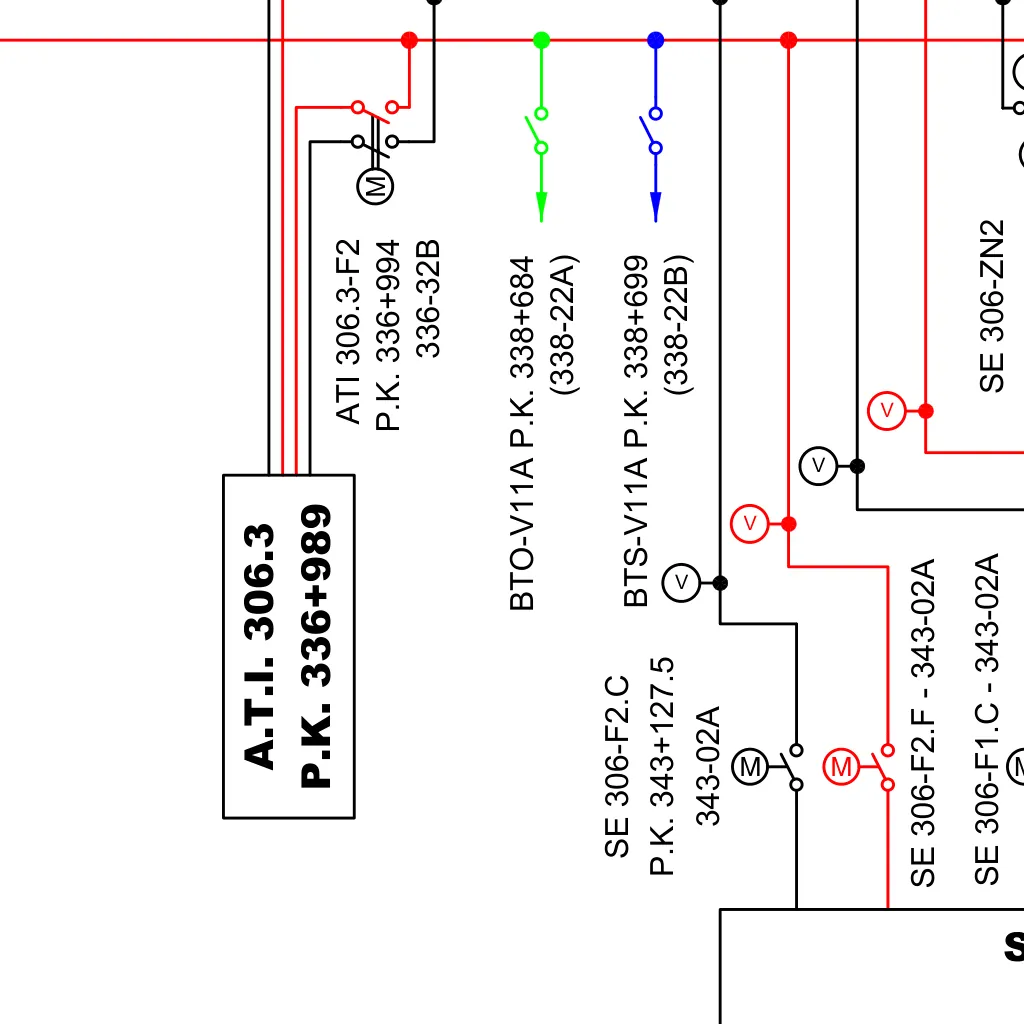 M
ATI 306.3-F2
P.K. 336+994
336-32B
BTO-V11A P.K. 338+684
(338-22A)
BTS-V11A P.K. 338+699
(338-22B)
SE 306-ZN2
V
V
V
V
A.T.I. 306.3
P.K. 336+989
SE 306-F2.C
P.K. 343+127.5
343-02A
M
M
SE 306-F2.F - 343-02A
SE 306-F1.C - 343-02A
M
S